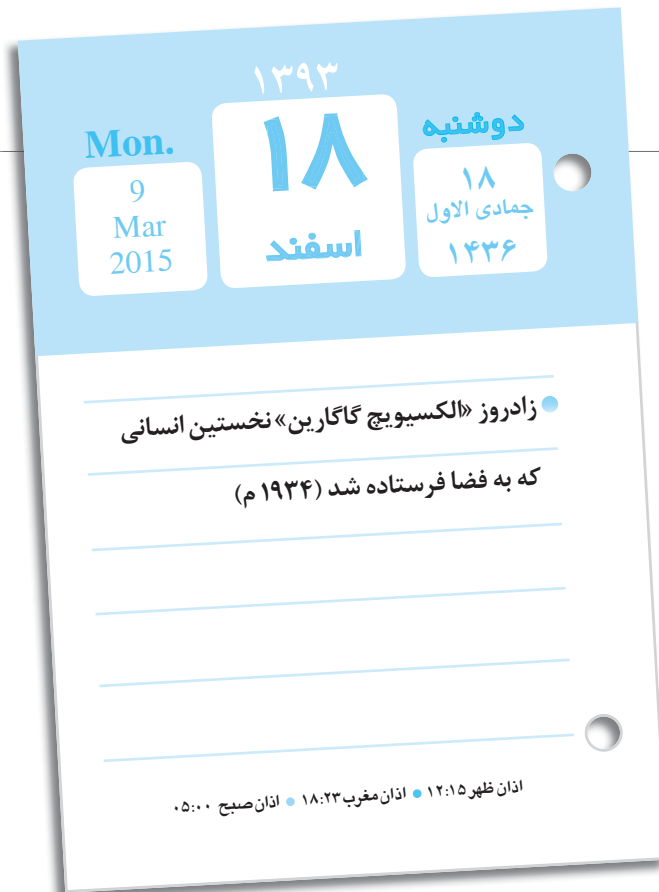 ۱۳۹۳
دوشنبه
۱۸
جمادی الاول
۱۴۳۶
۱۸
اسفند
Mon.
9
Mar
2015
زادروز «الکسیویچ گاگارین» نخستین انسانی
که به فضا فرستاده شد (۱۹۳۴ م)
اذان ظهر ۱۲:۱۵ ● اذان مغرب ۱۸:۲۳ ● اذان صبح ۰۵:۰۰